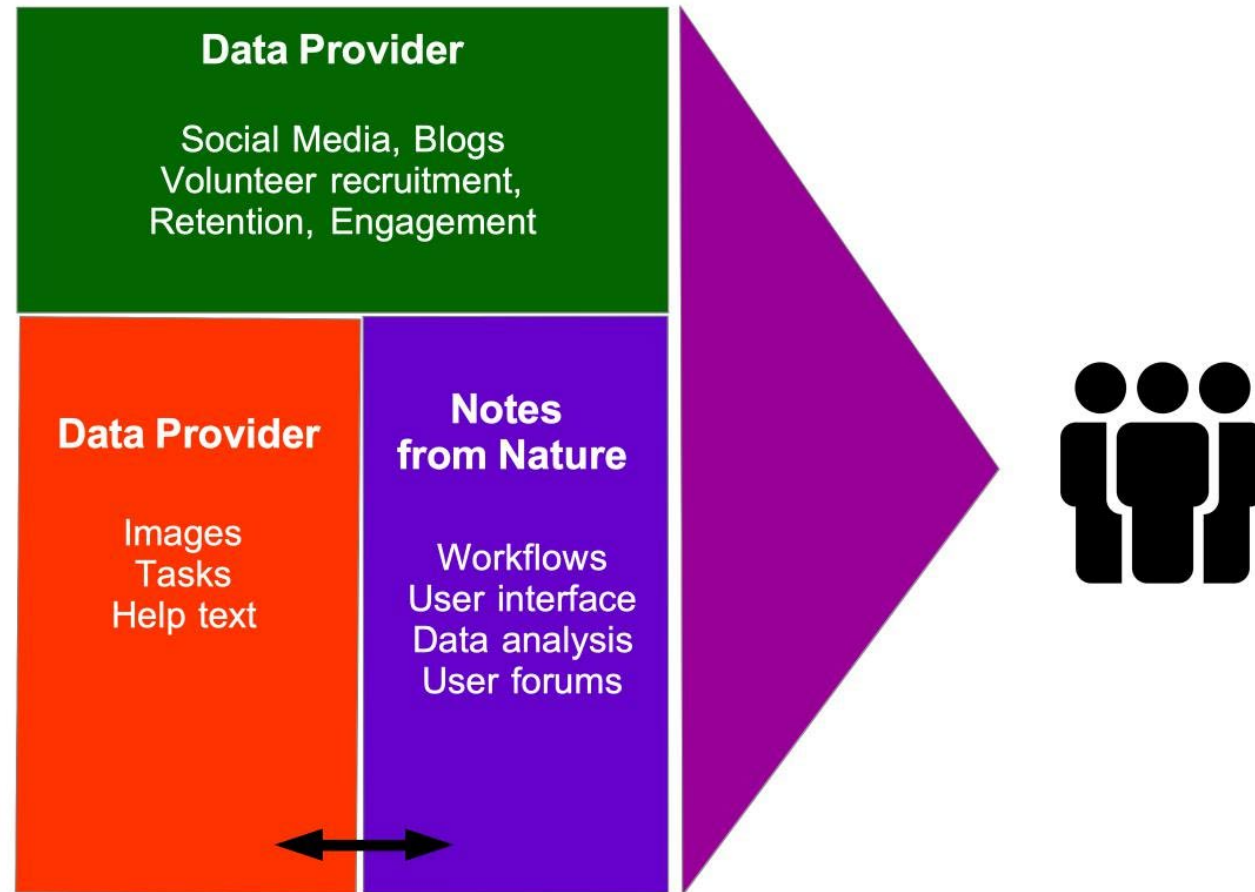 Data Provider
Social Media, Blogs
Volunteer recruitment,
Retention, Engagement
Data Provider
Images
Tasks
Help text
Notes
from Nature
Workflows
User interface
Data analysis
User forums